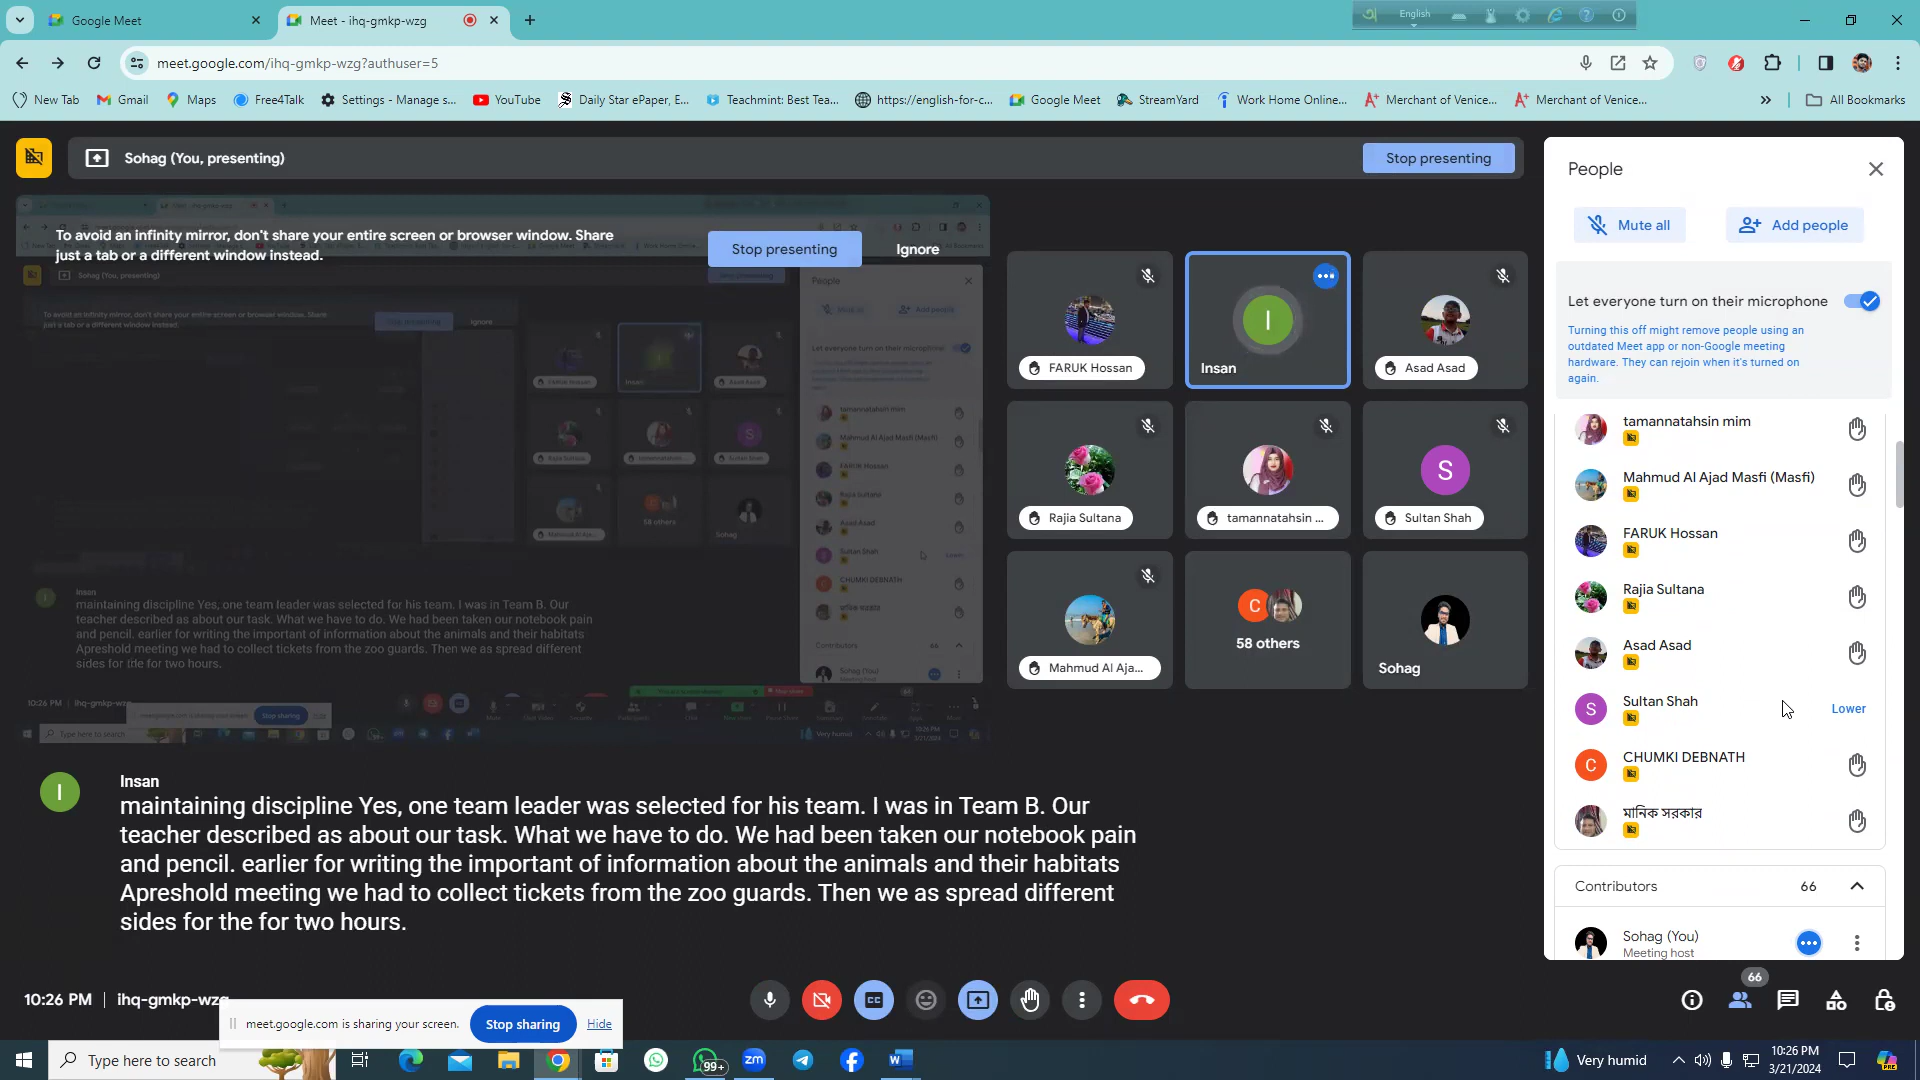 Google Meet
Meet - ihq-gmkp-wzg
English
meet.google.com/ihq-gmkp-wzg?authuser=5
New Tab
Gmail
Maps
Free4Talk
Settings - Manage s...
YouTube
Daily Star ePaper, E...
Teachmint: Best Tea...
https://english-for-c...
Google Meet
StreamYard
Work Home Online...
Merchant of Venice...
Merchant of Venice...
All Bookmarks
Sohag (You, presenting)
Stop presenting
To avoid an infinity mirror, don't share your entire screen or browser window. Share
just a tab or a different window instead.
Stop presenting
Ignore
FARUK Hossan
I
Insan
Asad Asad
Rajia Sultana
tamannatahsin ...
S
Sultan Shah
Mahmud Al Aja...
C
58 others
Sohag
People
Mute all
Add people
Let everyone turn on their microphone
Turning this off might remove people using an
outdated Meet app or non-Google meeting
hardware. They can rejoin when it's turned on
again.
tamannatahsin mim
Mahmud Al Ajad Masfi (Masfi)
FARUK Hossan
Rajia Sultana
Asad Asad
S
Sultan Shah
Lower
C
CHUMKI DEBNATH
মানিক সরকার
Contributors
66
Sohag (You)
Meeting host
I
Insan
maintaining discipline Yes, one team leader was selected for his team. I was in Team B. Our
teacher described as about our task. What we have to do. We had been taken our notebook pain
and pencil. earlier for writing the important of information about the animals and their habitats
Apreshold meeting we had to collect tickets from the zoo guards. Then we as spread different
sides for the for two hours.
10:26 PM
ihq-gmkp-wzg
meet.google.com is sharing your screen.
Stop sharing
Hide
66
Type here to search
99+
zm
Very humid
10:26 PM
3/21/2024